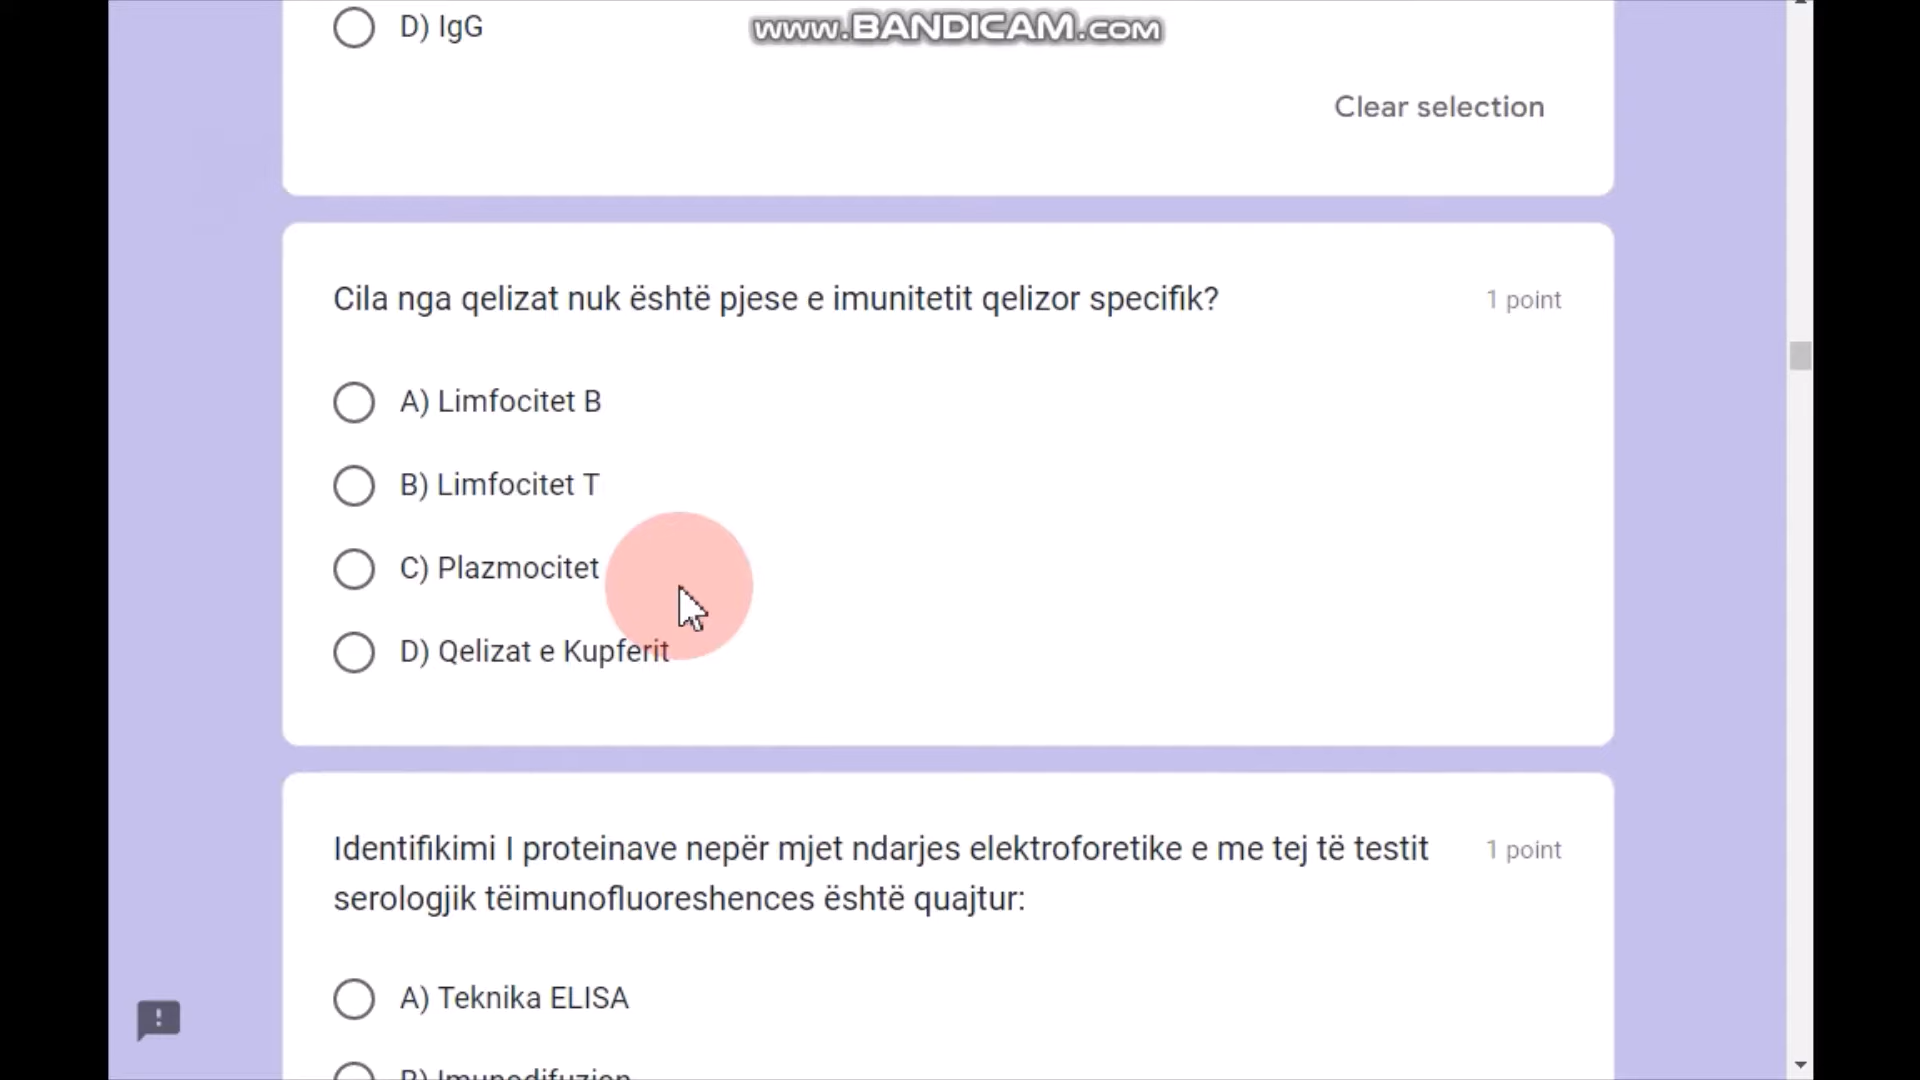 D) IgG
www.BANDICAM.com
Clear selection
Cila nga qelizat nuk është pjese e imunitetit qelizor specifik?
1 point
A) Limfocitet B
B) Limfocitet T
C) Plazmocitet
D) Qelizat e Kupferit
Identifikimi I proteinave nepër mjet ndarjes elektroforetike e me tej të testit
1 point
serologjik tëimunofluoreshences është quajtur:
A) Teknika ELISA
B) Imunodifuzion